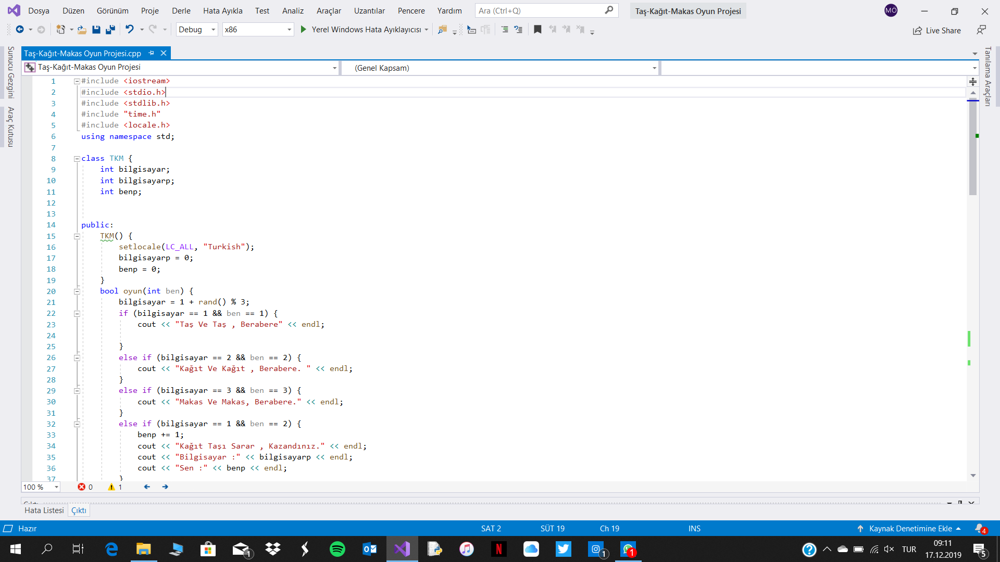 Dosya Düzen Görünüm Proje Derle Hata Ayıkla Test Analiz Araçlar Uzantılar Pencere Yardım Ara (Ctrl+Q) Taş-Kağıt-Makas Oyun Projesi MÖ
Debug x86 Yerel Windows Hata Ayıklayıcısı Live Share
Sunucu Gezgini
Araç Kutusu
Tanılama Araçları
Taş-Kağıt-Makas Oyun Projesi.cpp
Taş-Kağıt-Makas Oyun Projesi (Genel Kapsam)
1 #include <iostream>
2 #include <stdio.h>
3 #include <stdlib.h>
4 #include "time.h"
5 #include <locale.h>
6 using namespace std;
7
8 class TKM {
9 int bilgisayar;
10 int bilgisayarp;
11 int benp;
12
13
14 public:
15 TKM() {
16 setlocale(LC_ALL, "Turkish");
17 bilgisayarp = 0;
18 benp = 0;
19 }
20 bool oyun(int ben) {
21 bilgisayar = 1 + rand() % 3;
22 if (bilgisayar == 1 && ben == 1) {
23 cout << "Taş Ve Taş , Berabere" << endl;
24
25 }
26 else if (bilgisayar == 2 && ben == 2) {
27 cout << "Kağıt Ve Kağıt , Berabere. " << endl;
28 }
29 else if (bilgisayar == 3 && ben == 3) {
30 cout << "Makas Ve Makas, Berabere." << endl;
31 }
32 else if (bilgisayar == 1 && ben == 2) {
33 benp += 1;
34 cout << "Kağıt Taşı Sarar , Kazandınız." << endl;
35 cout << "Bilgisayar :" << bilgisayarp << endl;
36 cout << "Sen :" << benp << endl;
37 }
100 % 0 1
Çıktı
Hata Listesi Çıktı
Hazır SAT 2 SÜT 19 Ch 19 INS Kaynak Denetimine Ekle 4
1 1 1 TUR 09:11
17.12.2019 5